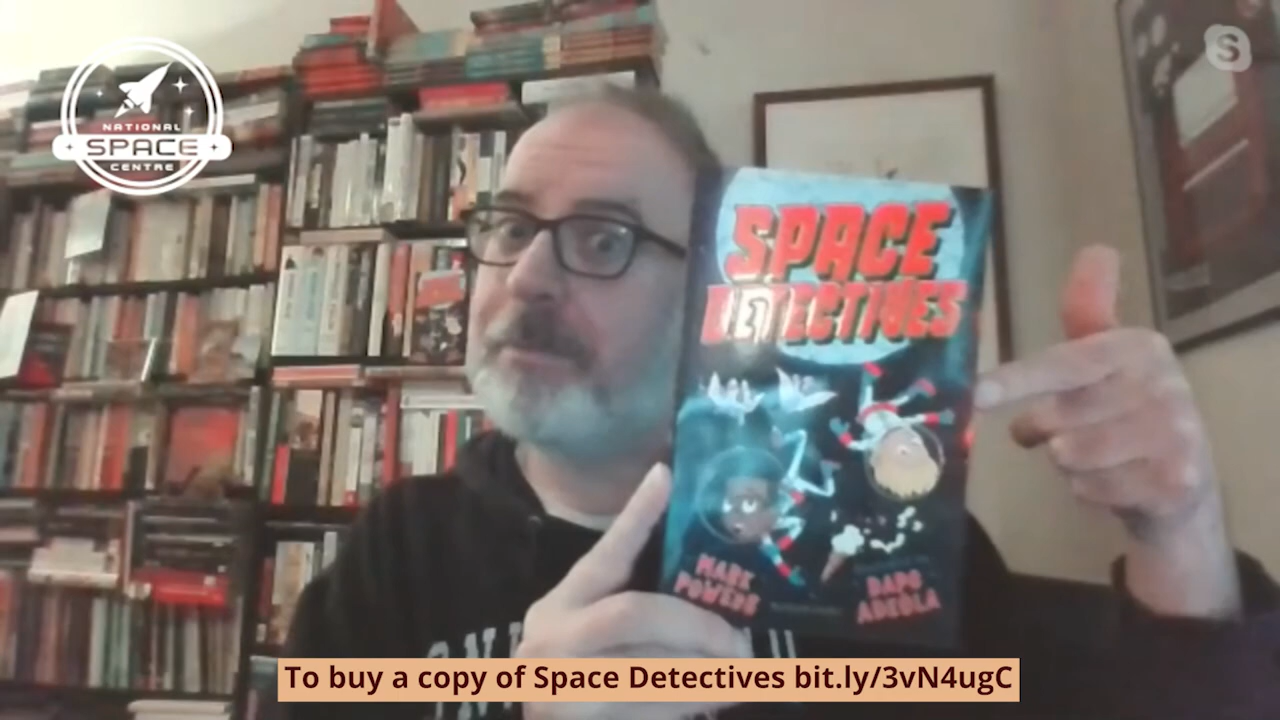 NATIONAL
SPACE
CENTRE
SPACE
DETECTIVES
MARK
POWERS
DAPO
ADEOLA
To buy a copy of Space Detectives bit.ly/3vN4ugC